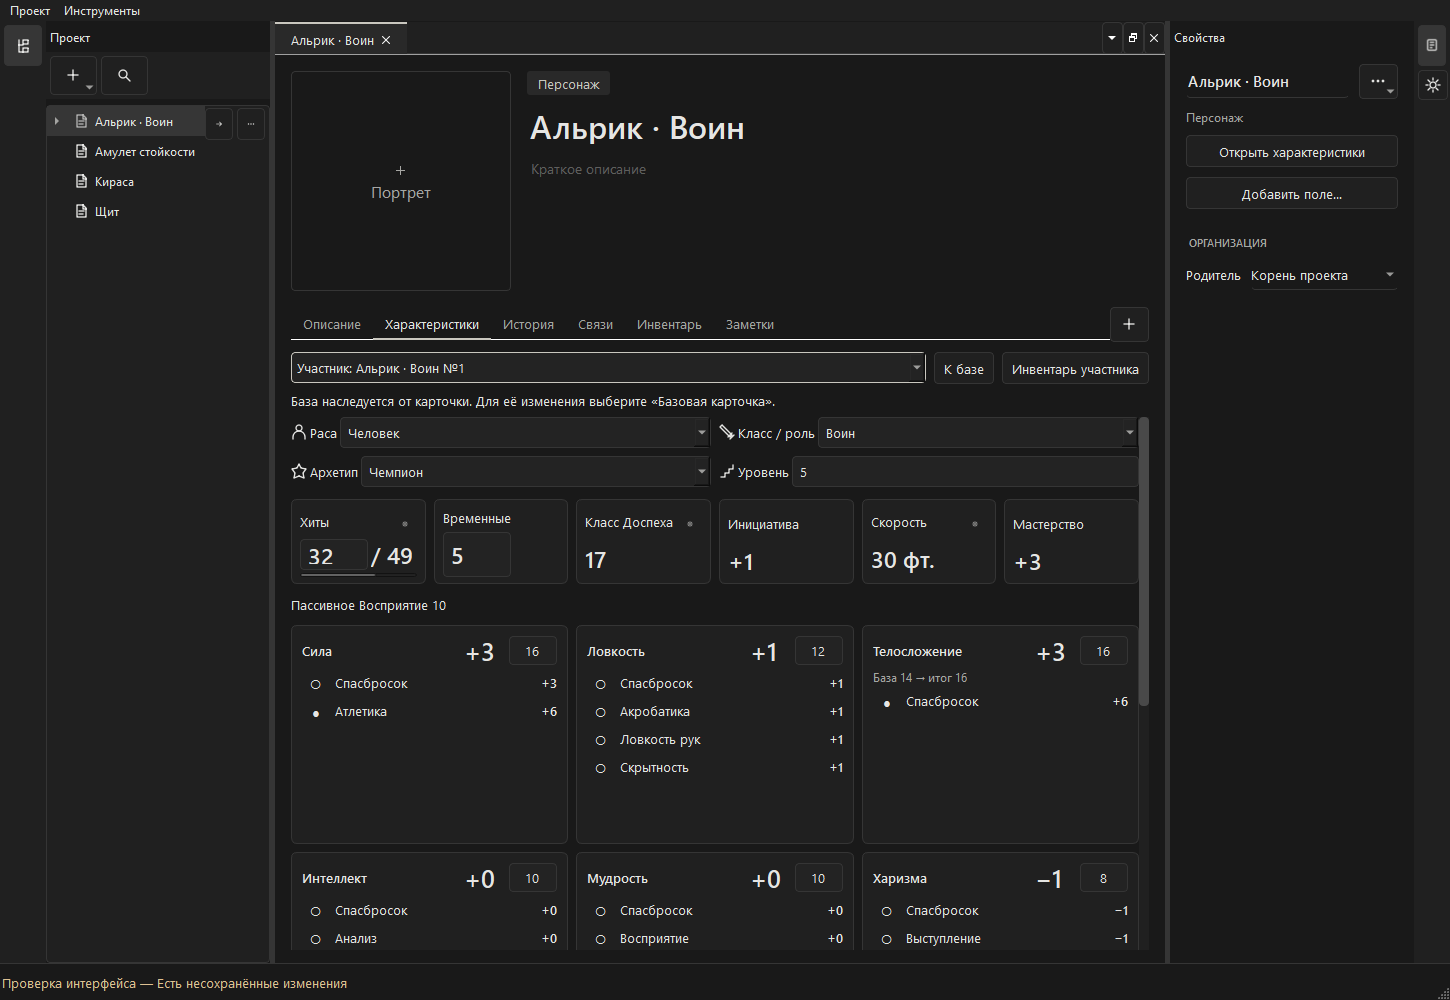 Проект Инструменты
Проект
Альрик · Воин
Амулет стойкости
Кираса
Щит
Альрик · Воин
Персонаж
Альрик · Воин
Краткое описание
+
Портрет
Описание Характеристики История Связи Инвентарь Заметки
Участник: Альрик · Воин №1 К базе Инвентарь участника
База наследуется от карточки. Для её изменения выберите «Базовая карточка».
Раса Человек Класс / роль Воин
Архетип Чемпион Уровень 5
Хиты Временные Класс Доспеха Инициатива Скорость Мастерство
32 / 49 5 17 +1 30 фт. +3
Пассивное Восприятие 10
Сила +3 16
Спасбросок +3
Атлетика +6
Ловкость +1 12
Спасбросок +1
Акробатика +1
Ловкость рук +1
Скрытность +1
Телосложение +3 16
База 14 → итог 16
Спасбросок +6
Интеллект +0 10
Спасбросок +0
Анализ +0
Мудрость +0 10
Спасбросок +0
Восприятие +0
Харизма −1 8
Спасбросок −1
Выступление −1
Свойства
Альрик · Воин
Персонаж
Открыть характеристики
Добавить поле...
ОРГАНИЗАЦИЯ
Родитель Корень проекта
Проверка интерфейса — Есть несохранённые изменения